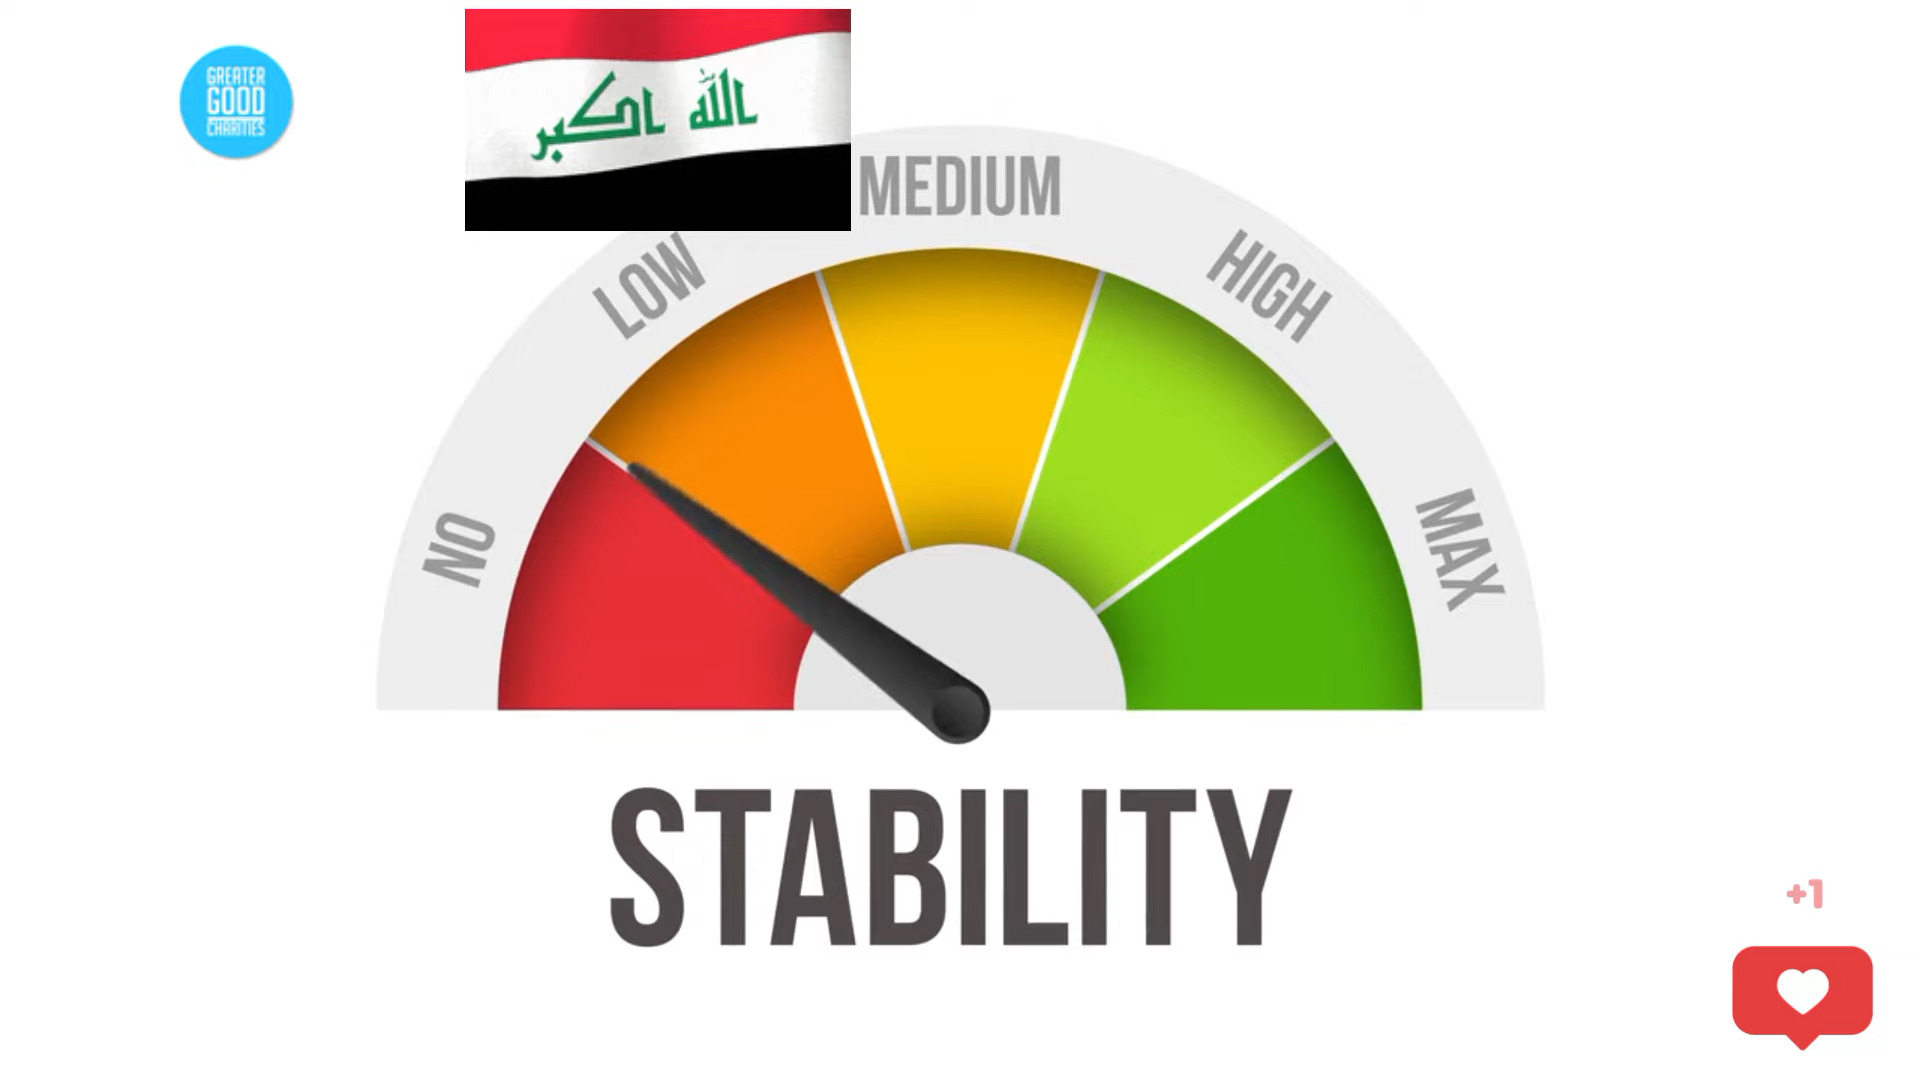 GREATER
GOOD
CHARITIES
الله اكبر
NO
LOW
MEDIUM
HIGH
MAX
STABILITY
+1